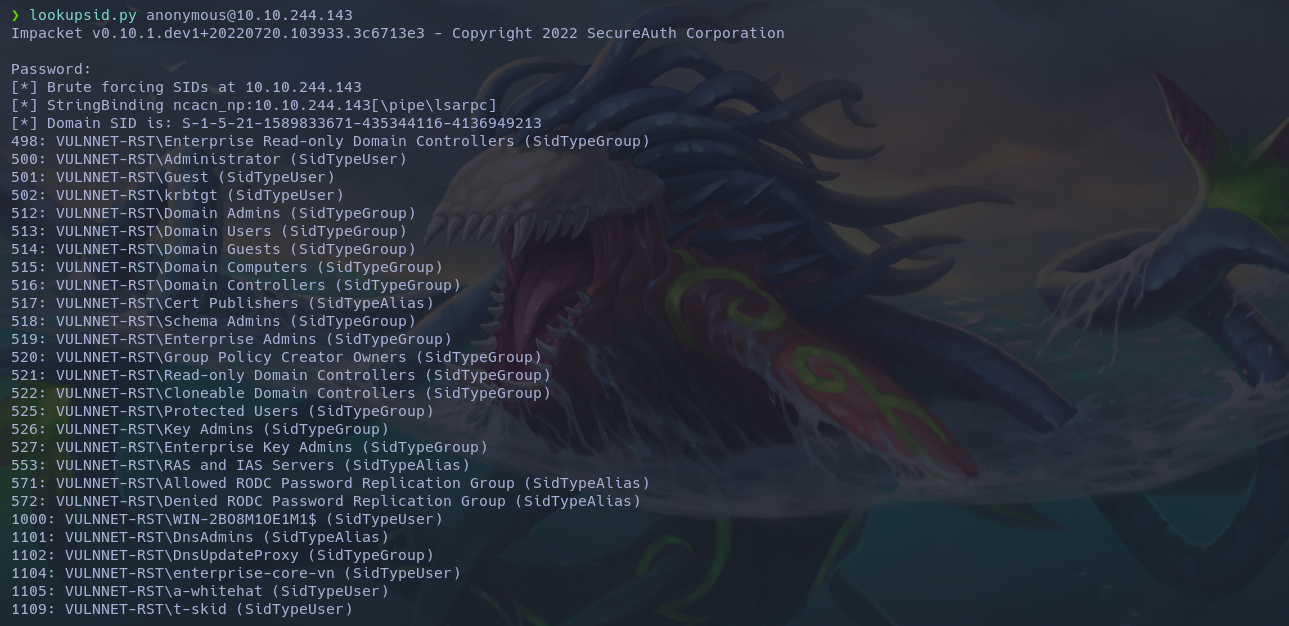 ❯ lookupsid.py anonymous@10.10.244.143
Impacket v0.10.1.dev1+20220720.103933.3c6713e3 - Copyright 2022 SecureAuth Corporation
Password:
[*] Brute forcing SIDs at 10.10.244.143
[*] StringBinding ncacn_np:10.10.244.143[\pipe\lsarpc]
[*] Domain SID is: S-1-5-21-1589833671-435344116-4136949213
498: VULNNET-RST\Enterprise Read-only Domain Controllers (SidTypeGroup)
500: VULNNET-RST\Administrator (SidTypeUser)
501: VULNNET-RST\Guest (SidTypeUser)
502: VULNNET-RST\krbtgt (SidTypeUser)
512: VULNNET-RST\Domain Admins (SidTypeGroup)
513: VULNNET-RST\Domain Users (SidTypeGroup)
514: VULNNET-RST\Domain Guests (SidTypeGroup)
515: VULNNET-RST\Domain Computers (SidTypeGroup)
516: VULNNET-RST\Domain Controllers (SidTypeGroup)
517: VULNNET-RST\Cert Publishers (SidTypeAlias)
518: VULNNET-RST\Schema Admins (SidTypeGroup)
519: VULNNET-RST\Enterprise Admins (SidTypeGroup)
520: VULNNET-RST\Group Policy Creator Owners (SidTypeGroup)
521: VULNNET-RST\Read-only Domain Controllers (SidTypeGroup)
522: VULNNET-RST\Cloneable Domain Controllers (SidTypeGroup)
525: VULNNET-RST\Protected Users (SidTypeGroup)
526: VULNNET-RST\Key Admins (SidTypeGroup)
527: VULNNET-RST\Enterprise Key Admins (SidTypeGroup)
553: VULNNET-RST\RAS and IAS Servers (SidTypeAlias)
571: VULNNET-RST\Allowed RODC Password Replication Group (SidTypeAlias)
572: VULNNET-RST\Denied RODC Password Replication Group (SidTypeAlias)
1000: VULNNET-RST\WIN-2BO8M1OE1M1$ (SidTypeUser)
1101: VULNNET-RST\DnsAdmins (SidTypeAlias)
1102: VULNNET-RST\DnsUpdateProxy (SidTypeGroup)
1104: VULNNET-RST\enterprise-core-vn (SidTypeUser)
1105: VULNNET-RST\a-whitehat (SidTypeUser)
1109: VULNNET-RST\t-skid (SidTypeUser)